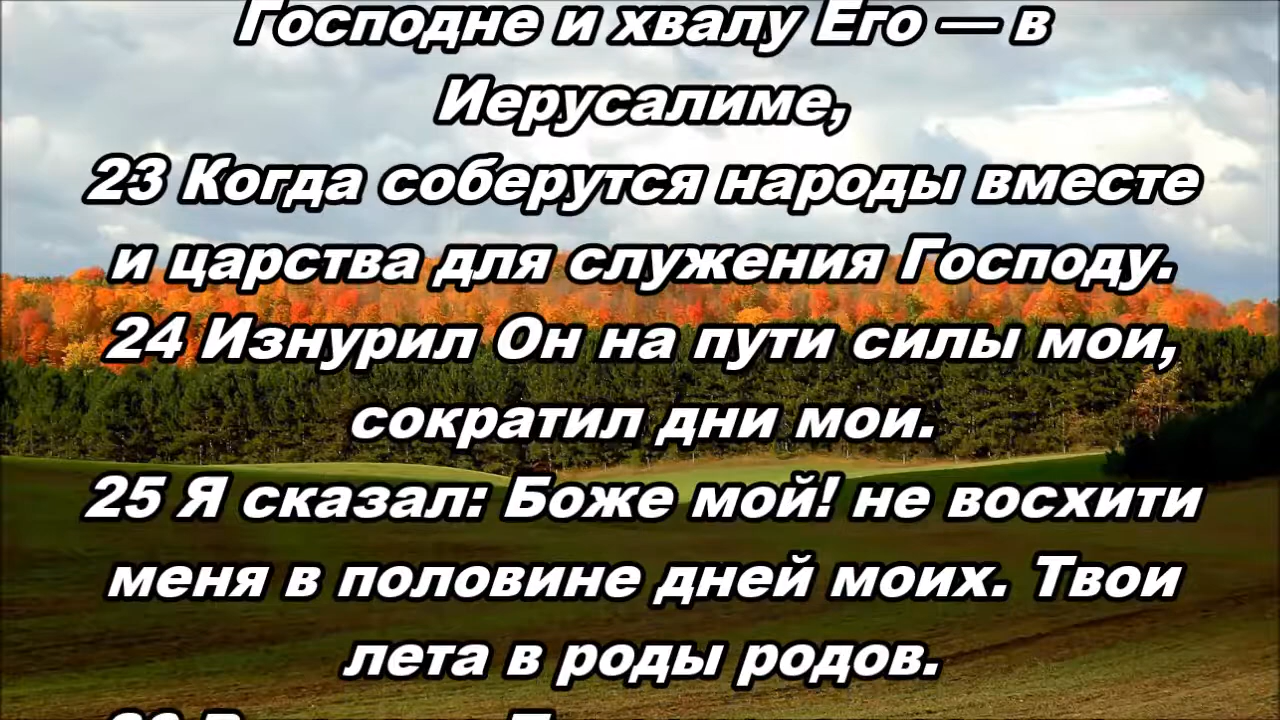 Господне и хвалу Его — в
Иерусалиме,
23 Когда соберутся народы вместе
и царства для служения Господу.
24 Изнурил Он на пути силы мои,
сократил дни мои.
25 Я сказал: Боже мой! не восхити
меня в половине дней моих. Твои
лета в роды родов.